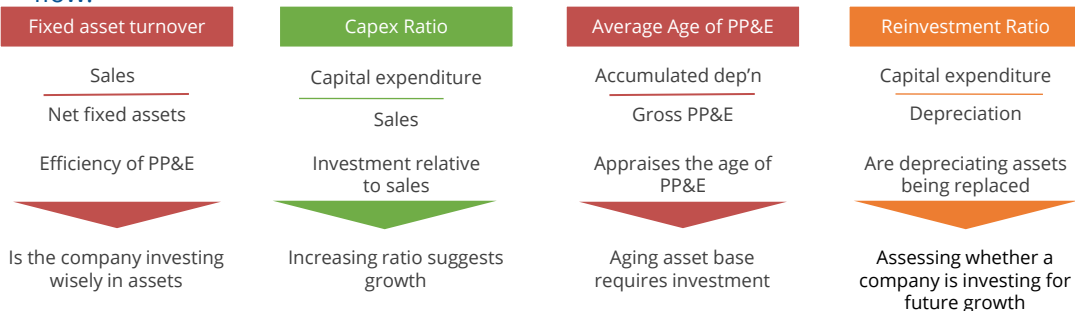 Fixed asset turnover
Sales
Net fixed assets
Efficiency of PP&E
Is the company investing
wisely in assets
Capex Ratio
Capital expenditure
Sales
Investment relative
to sales
Increasing ratio suggests
growth
Average Age of PP&E
Accumulated dep'n
Gross PP&E
Appraises the age of
PP&E
Aging asset base
requires investment
Reinvestment Ratio
Capital expenditure
Depreciation
Are depreciating assets
being replaced
Assessing whether a
company is investing for
future growth